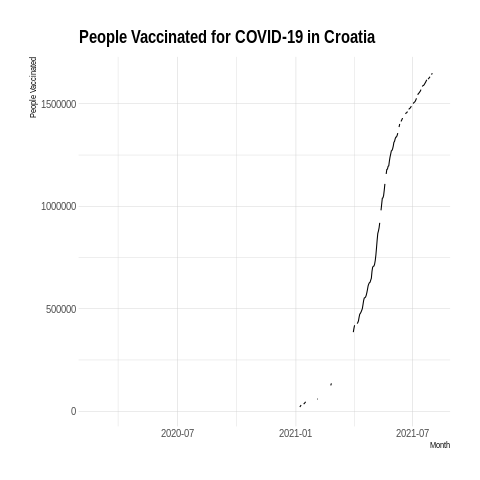 People Vaccinated for COVID-19 in Croatia
People Vaccinated
1500000
1000000
500000
0
2020-07
2021-01
2021-07
Month